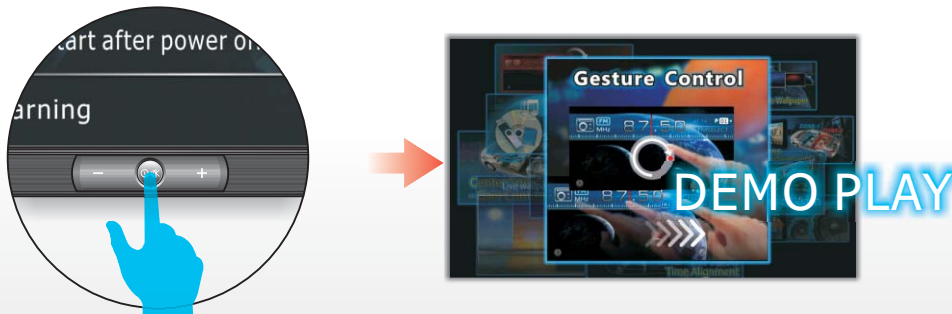 tart after power on
arning
− OK +
Gesture Control
FM
MHz 87.50
Wallpaper
DEMO PLAY
MHz 87.50
Time Alignment